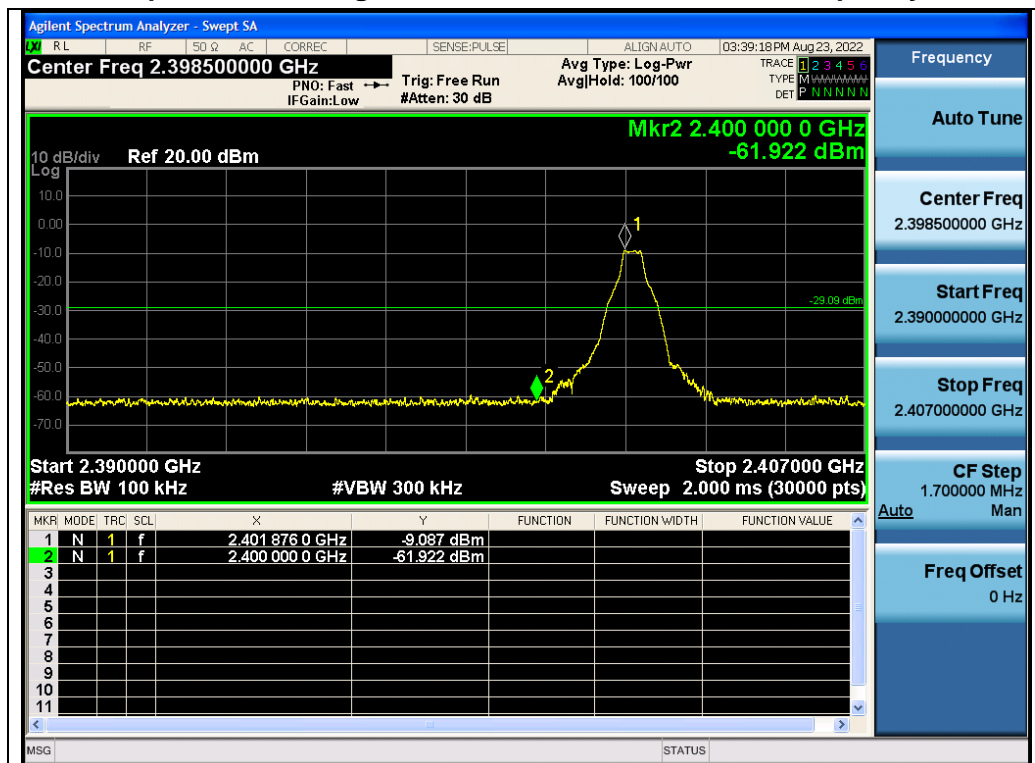 Agilent Spectrum Analyzer - Swept SA
LXI RL RF 50 Ω AC CORREC SENSE:PULSE ALIGN AUTO 03:39:18 PM Aug 23, 2022
Center Freq 2.398500000 GHz
PNO: Fast
IFGain:Low
Trig: Free Run
#Atten: 30 dB
Avg Type: Log-Pwr
Avg|Hold: 100/100
TRACE 1 2 3 4 5 6
TYPE M WWWWW
DET P N N N N N
Mkr2 2.400 000 0 GHz
-61.922 dBm
10 dB/div Ref 20.00 dBm
Log
10.0
0.00
-10.0
-20.0
-30.0
-40.0
-50.0
-60.0
-70.0
1
2
-29.09 dBm
Start 2.390000 GHz Stop 2.407000 GHz
#Res BW 100 kHz #VBW 300 kHz Sweep 2.000 ms (30000 pts)
MKR MODE TRC SCL X Y FUNCTION FUNCTION WIDTH FUNCTION VALUE
1 N 1 f 2.401 876 0 GHz -9.087 dBm
2 N 1 f 2.400 000 0 GHz -61.922 dBm
3
4
5
6
7
8
9
10
11
MSG STATUS
Frequency
Auto Tune
Center Freq
2.398500000 GHz
Start Freq
2.390000000 GHz
Stop Freq
2.407000000 GHz
CF Step
1.700000 MHz
Auto Man
Freq Offset
0 Hz